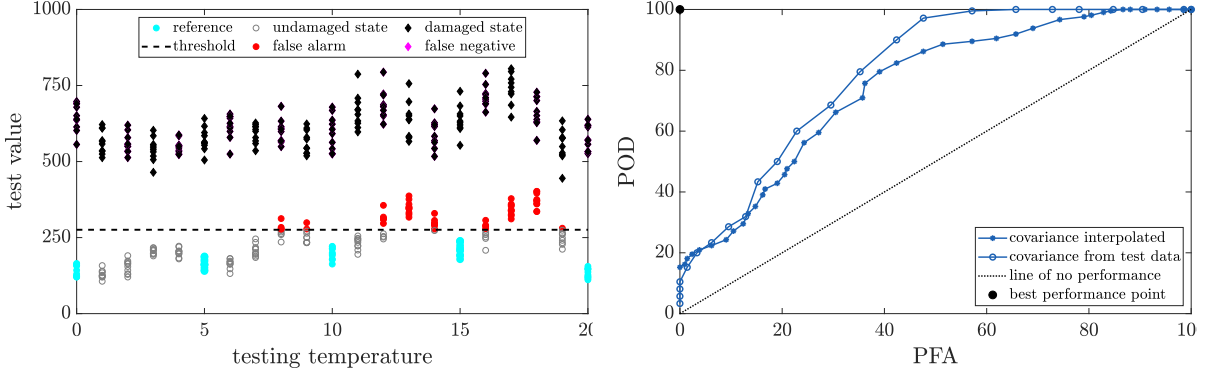 reference undamaged state damaged state
threshold false alarm false negative
1000
750
500
250
0
test value
0 5 10 15 20
testing temperature
100
80
60
40
20
0
POD
covariance interpolated
covariance from test data
line of no performance
best performance point
0 20 40 60 80 10
PFA